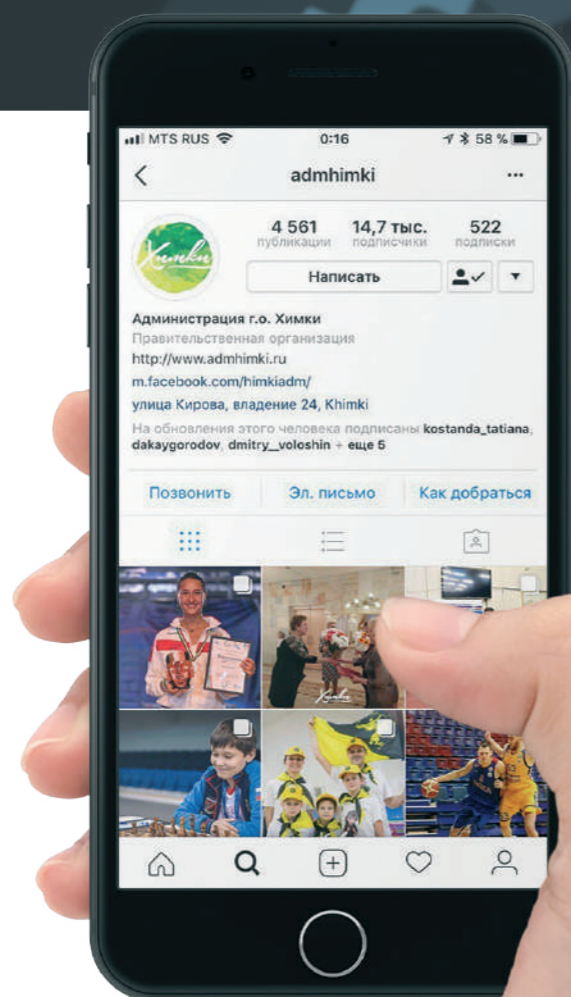 MTS RUS 0:16 58 %
admhimki
Химки
4 561 14,7 тыс. 522
публикации подписчики подписки
Написать
Администрация г.о. Химки
Правительственная организация
http://www.admhimki.ru
m.facebook.com/himkiadm/
улица Кирова, владение 24, Khimki
На обновления этого человека подписаны kostanda_tatiana,
dakaygorodov, dmitry__voloshin + еще 5
Позвонить Эл. письмо Как добраться
Химки